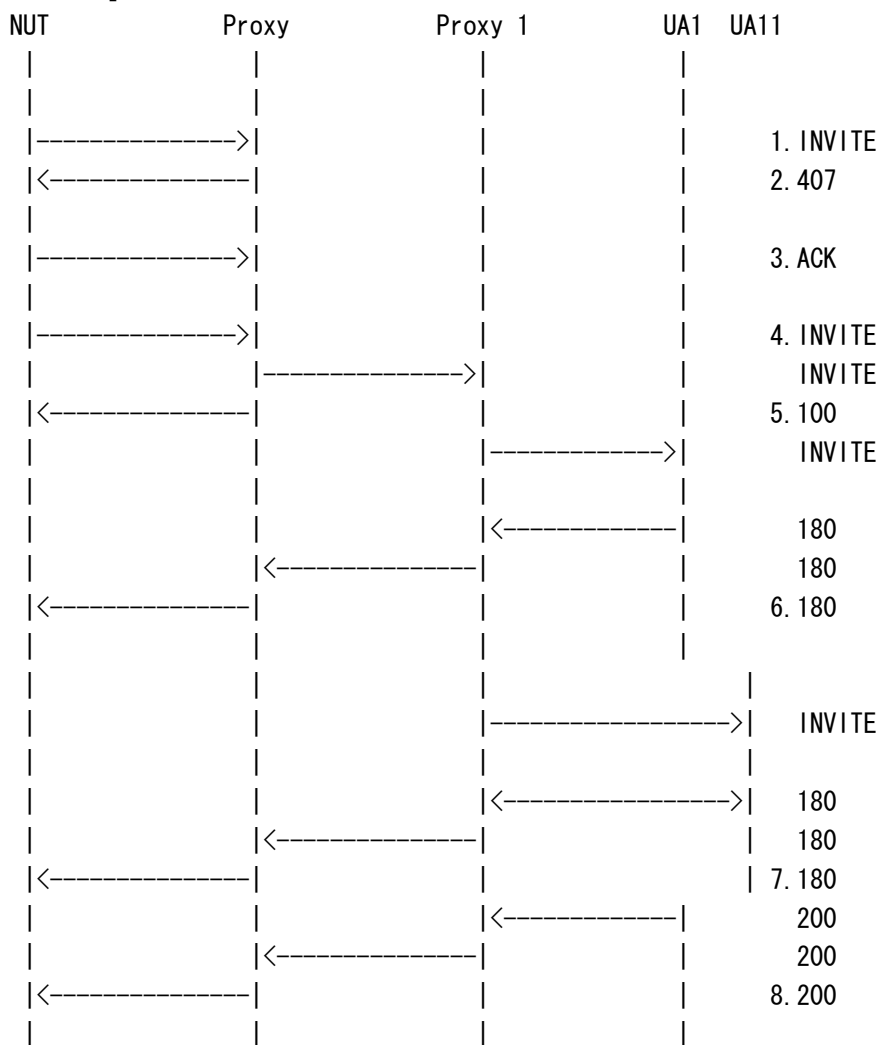 NUT Proxy Proxy 1 UA1 UA11
1. INVITE
2. 407
3. ACK
4. INVITE
INVITE
5. 100
INVITE
180
180
6. 180
INVITE
180
180
7. 180
200
200
8. 200